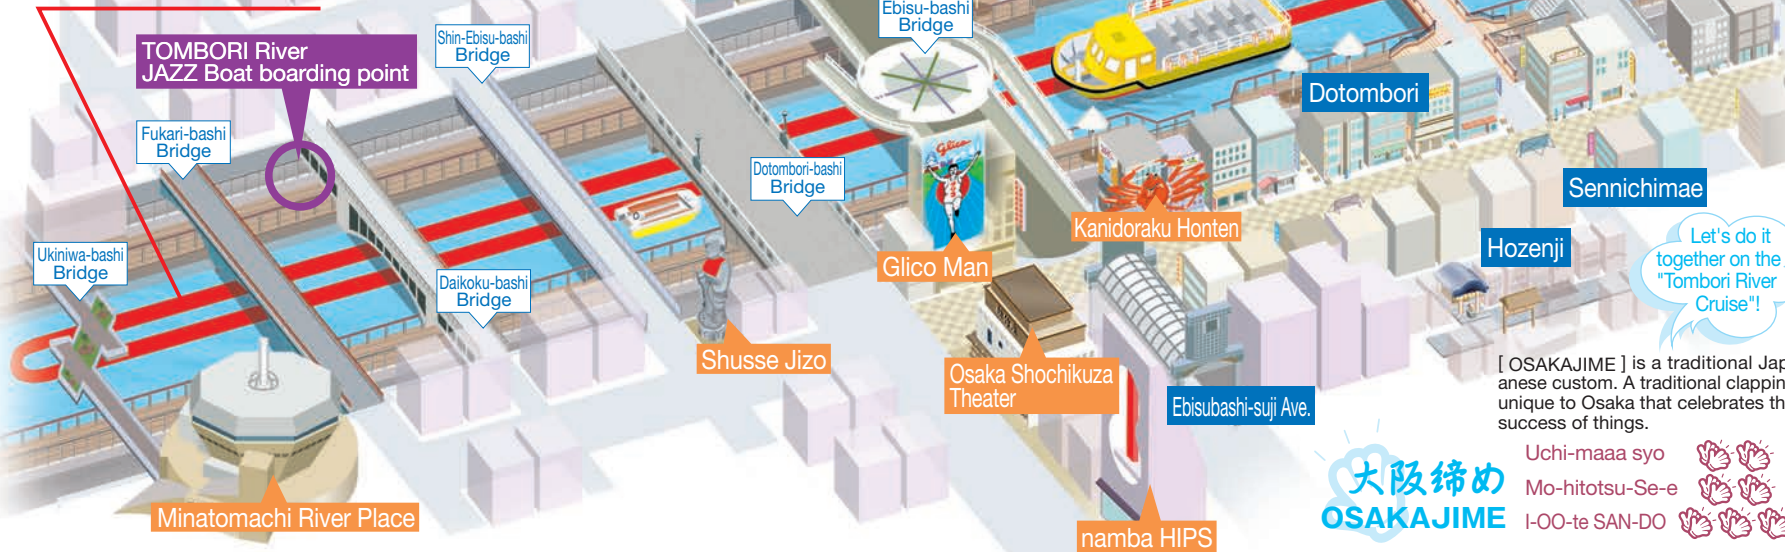 Ebisu-bashi
Bridge
TOMBORI River
JAZZ Boat boarding point
Shin-Ebisu-bashi
Bridge
Dotombori
Fukari-bashi
Bridge
Glico
Dotombori-bashi
Bridge
Sennichimae
Kanidoraku Honten
Let's do it
together on the
"Tombori River
Cruise"!
Hozenji
Ukiniwa-bashi
Bridge
Glico Man
Daikoku-bashi
Bridge
Shusse Jizo
Osaka Shochikuza
Theater
Ebisubashi-suji Ave.
[ OSAKAJIME ] is a traditional Jap
anese custom. A traditional clappin
unique to Osaka that celebrates th
success of things.
大阪締め
OSAKAJIME
Uchi-maaa syo
Mo-hitotsu-Se-e
I-OO-te SAN-DO
Minatomachi River Place
namba HIPS